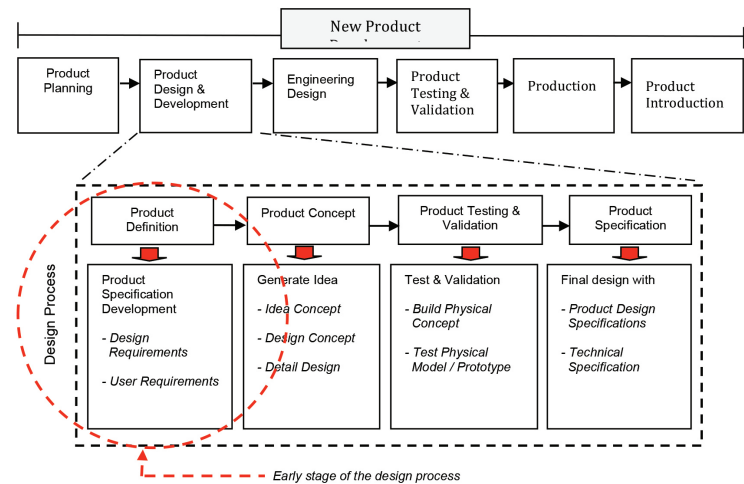 New Product
Product
Planning
Product
Design &
Development
Engineering
Design
Product
Testing &
Validation
Production
Product
Introduction
Design Process
Product
Definition
Product Concept
Product Testing &
Validation
Product
Specification
Product
Specification
Development
- Design
Requirements
- User Requirements
Generate Idea
- Idea Concept
- Design Concept
- Detail Design
Test & Validation
- Build Physical
Concept
- Test Physical
Model / Prototype
Final design with
- Product Design
Specifications
- Technical
Specification
Early stage of the design process